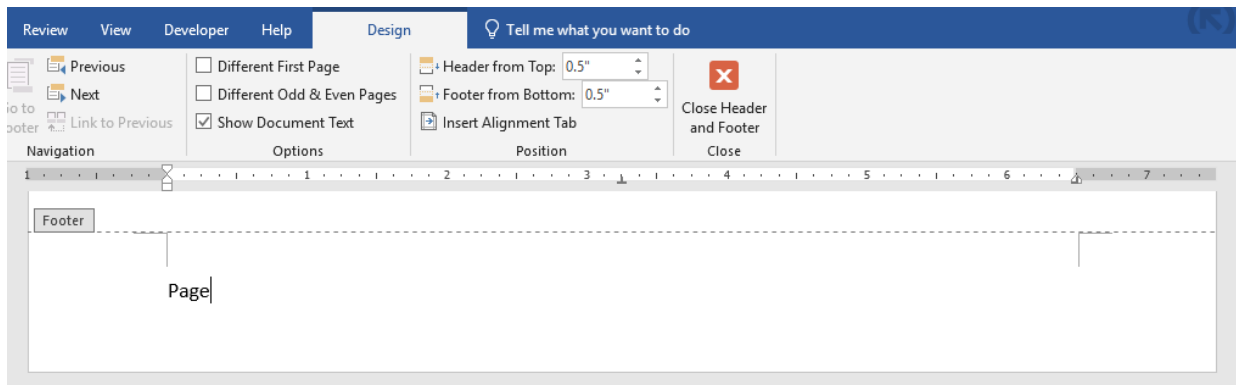 Review View Developer Help Design Tell me what you want to do
Previous Different First Page Header from Top: 0.5"
Next Different Odd & Even Pages Footer from Bottom: 0.5" Close Header
to Link to Previous Show Document Text Insert Alignment Tab and Footer
Navigation Options Position Close
1 1 2 3 4 5 6 7
Footer
Page